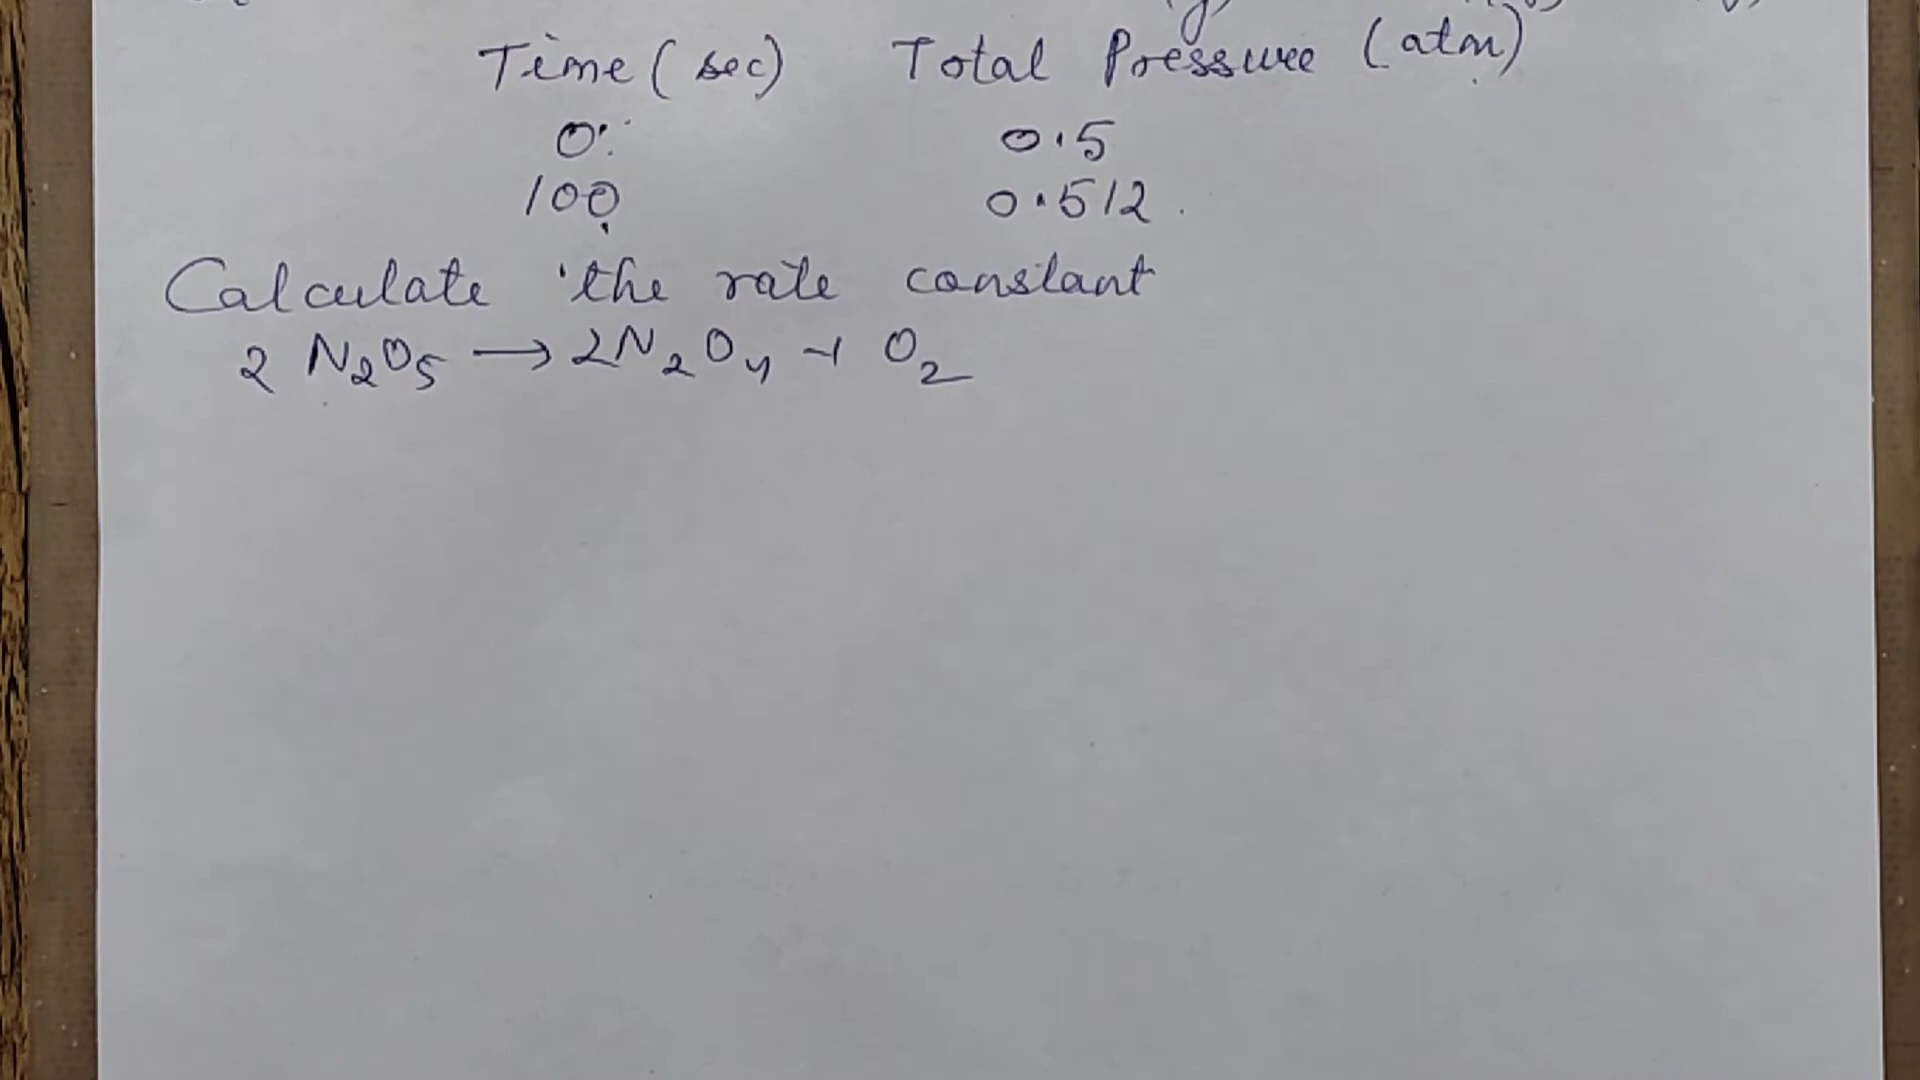 Time (sec) Total Pressure (atm)
0 0.5
100 0.512
Calculate the rate constant
2 N₂O₅ → 2N₂O₄ + O₂